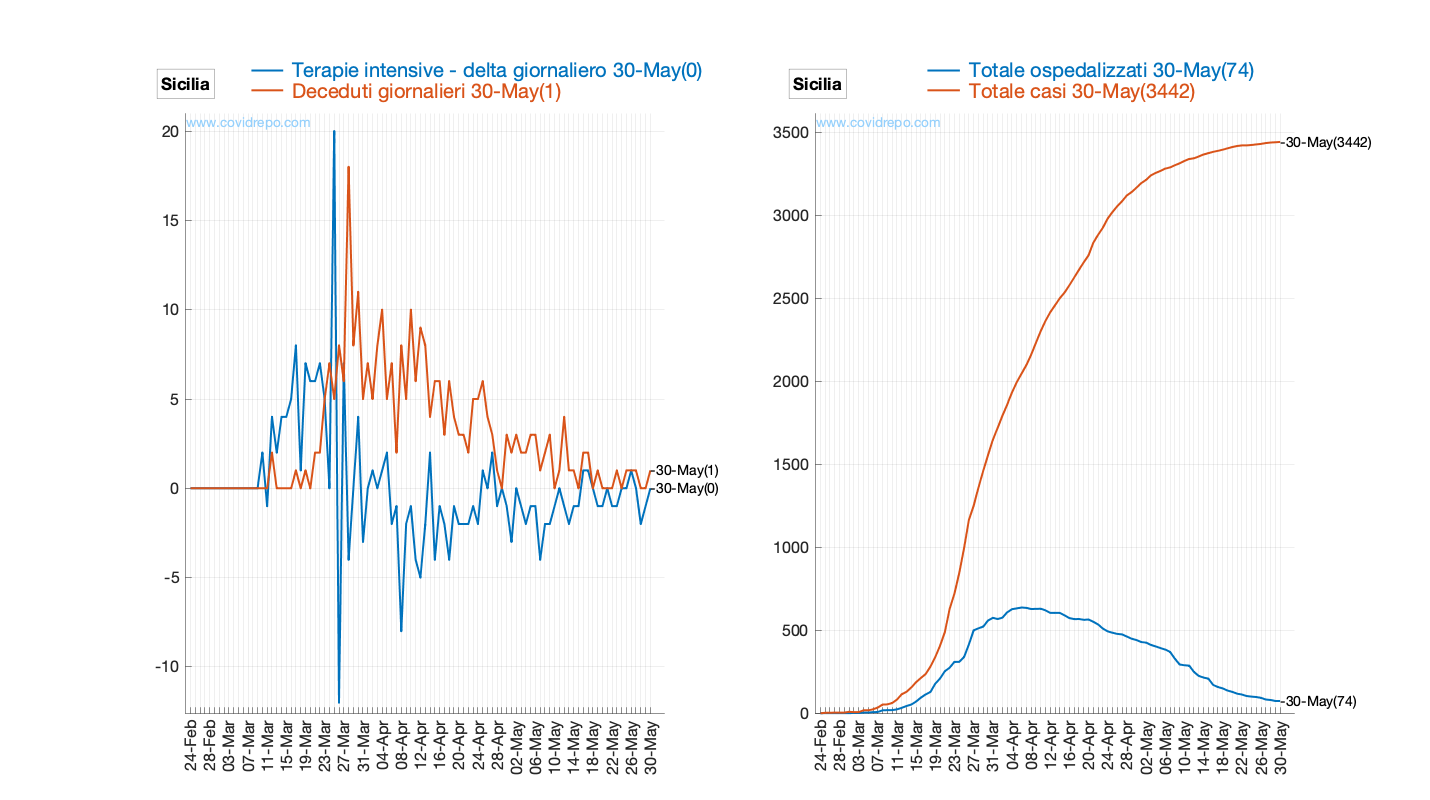 Sicilia
Terapie intensive - delta giornaliero 30-May(0)
Deceduti giornalieri 30-May(1)
www.covidrepo.com
20
15
10
5
0
-5
-10
30-May(1)
30-May(0)
24-Feb
28-Feb
03-Mar
07-Mar
11-Mar
15-Mar
19-Mar
23-Mar
27-Mar
31-Mar
04-Apr
08-Apr
12-Apr
16-Apr
20-Apr
24-Apr
28-Apr
02-May
06-May
10-May
14-May
18-May
22-May
26-May
30-May
Sicilia
Totale ospedalizzati 30-May(74)
Totale casi 30-May(3442)
www.covidrepo.com
3500
3000
2500
2000
1500
1000
500
0
30-May(3442)
30-May(74)
24-Feb
28-Feb
03-Mar
07-Mar
11-Mar
15-Mar
19-Mar
23-Mar
27-Mar
31-Mar
04-Apr
08-Apr
12-Apr
16-Apr
20-Apr
24-Apr
28-Apr
02-May
06-May
10-May
14-May
18-May
22-May
26-May
30-May